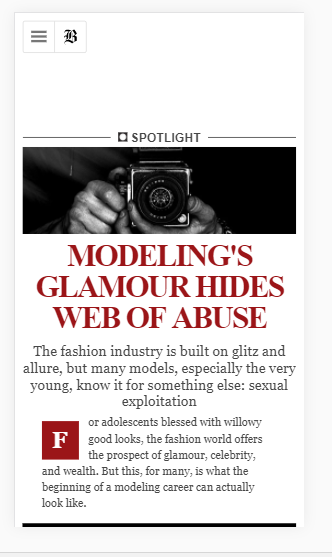 B
SPOTLIGHT
MODELING'S
GLAMOUR HIDES
WEB OF ABUSE
The fashion industry is built on glitz and
allure, but many models, especially the very
young, know it for something else: sexual
exploitation
F
or adolescents blessed with willowy
good looks, the fashion world offers
the prospect of glamour, celebrity,
and wealth. But this, for many, is what the
beginning of a modeling career can actually
look like.